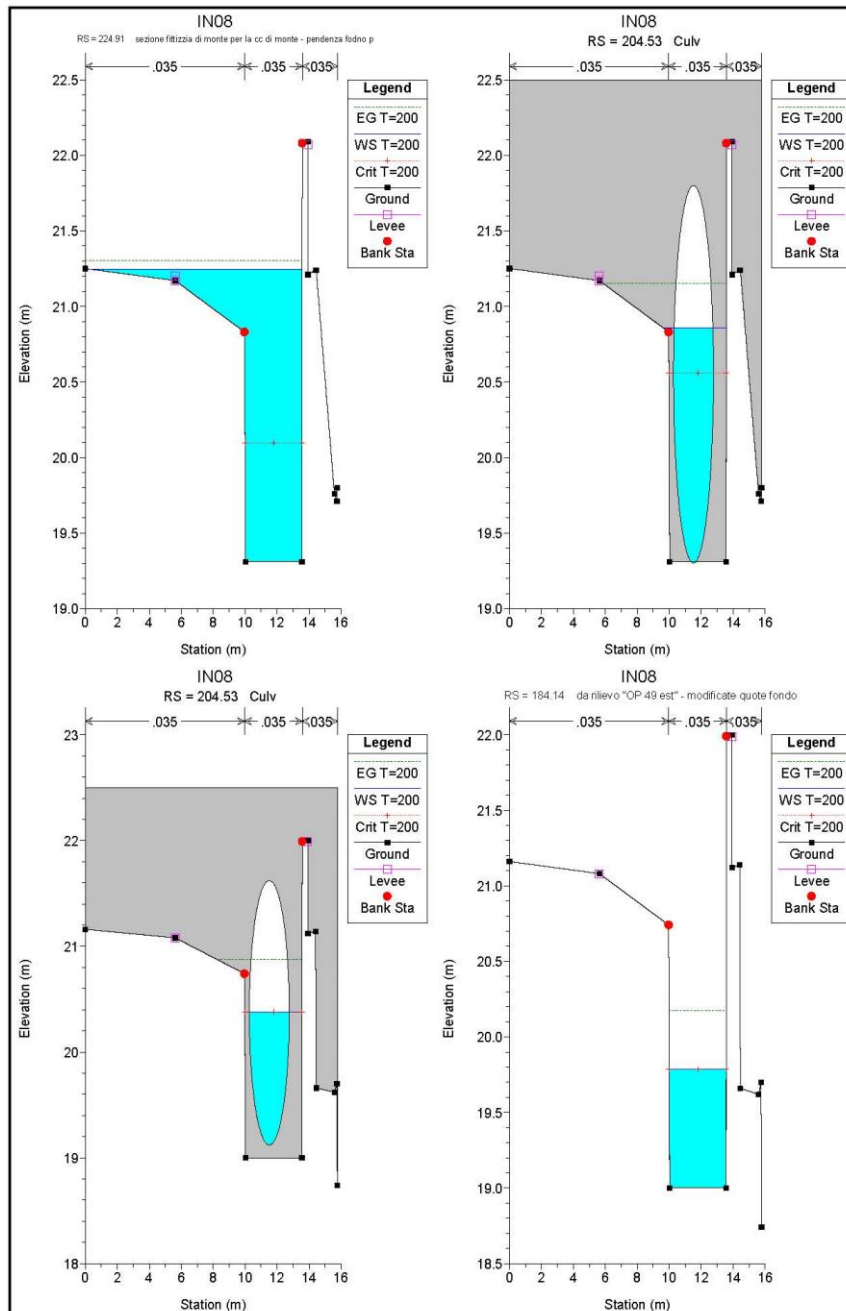 IN08
RS = 224.91 sezione fittizzia di monte per la cc di monte - pendenza fodno p
.035 .035 .035
22.5
22.0
21.5
21.0
20.5
20.0
19.5
19.0
Elevation (m)
0 2 4 6 8 10 12 14 16
Station (m)
Legend
EG T=200
WS T=200
Crit T=200
Ground
Levee
Bank Sta
IN08
RS = 204.53 Culv
.035 .035 .035
22.5
22.0
21.5
21.0
20.5
20.0
19.5
19.0
Elevation (m)
0 2 4 6 8 10 12 14 16
Station (m)
Legend
EG T=200
WS T=200
Crit T=200
Ground
Levee
Bank Sta
IN08
RS = 204.53 Culv
.035 .035 .035
23
22
21
20
19
18
Elevation (m)
0 2 4 6 8 10 12 14 16
Station (m)
Legend
EG T=200
WS T=200
Crit T=200
Ground
Levee
Bank Sta
IN08
RS = 184.14 da rilievo "OP 49 est" - modificate quote fondo
.035 .035 .035
22.0
21.5
21.0
20.5
20.0
19.5
19.0
18.5
Elevation (m)
0 2 4 6 8 10 12 14 16
Station (m)
Legend
EG T=200
WS T=200
Crit T=200
Ground
Levee
Bank Sta